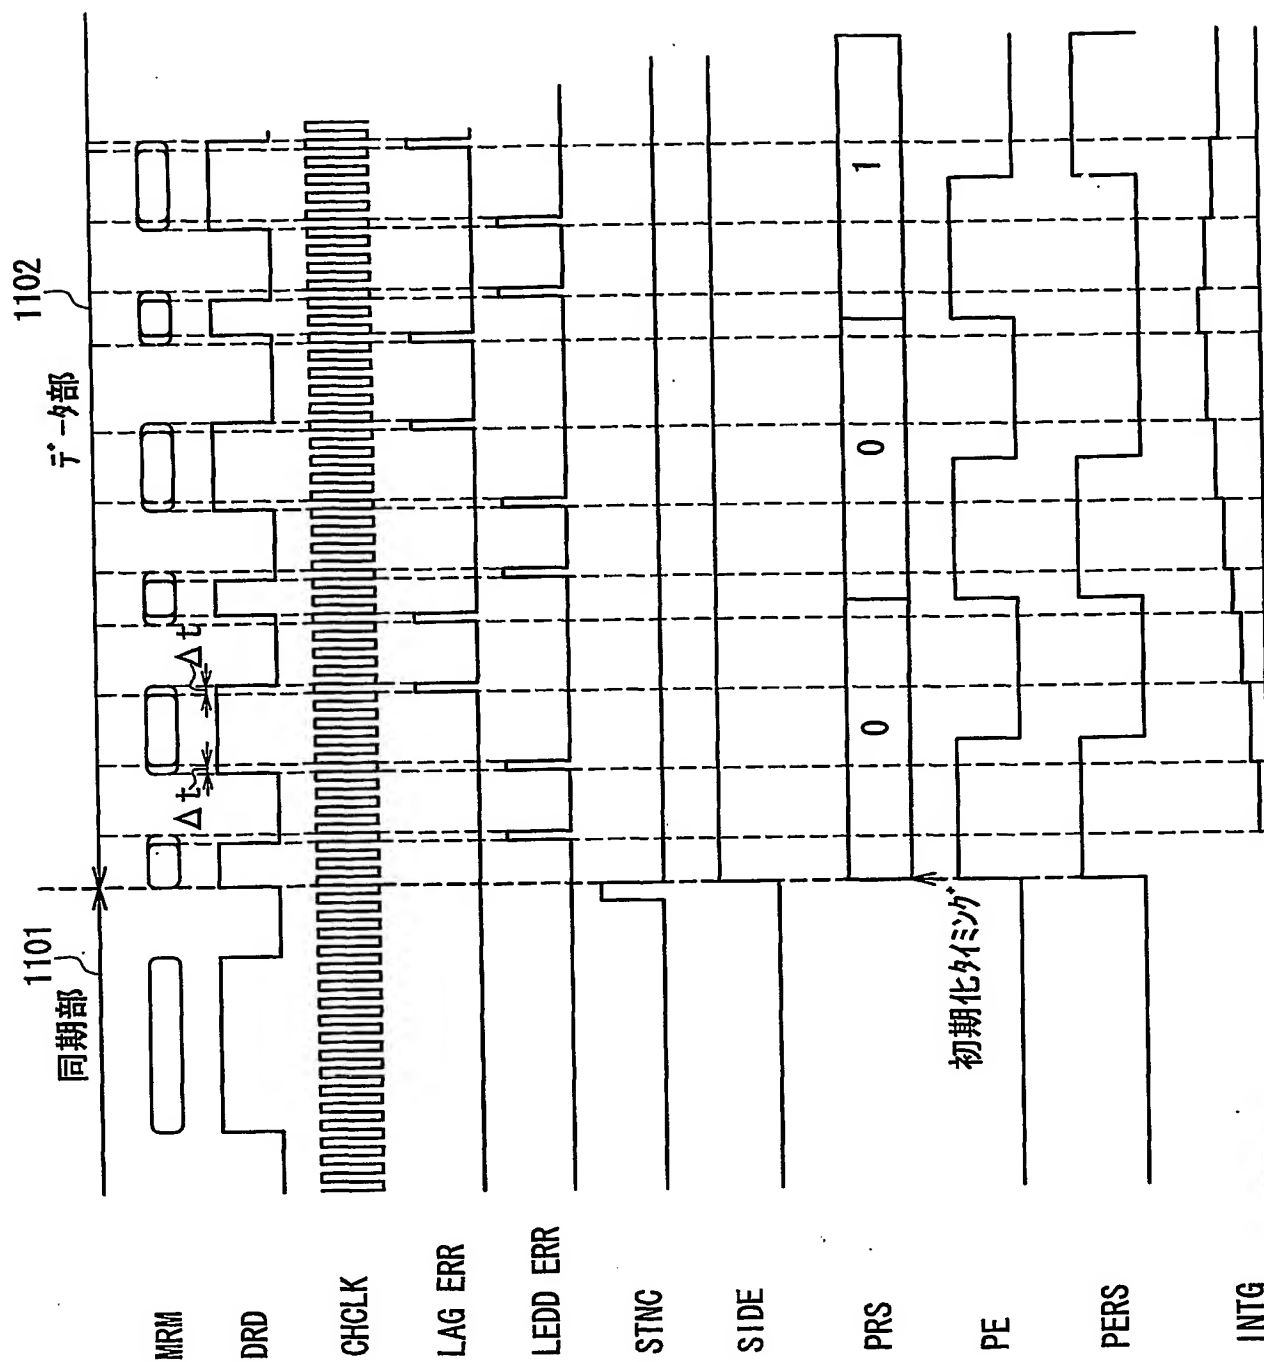 1101
同期部
1102
データ部
MRM
Δt
Δt
DRD
CHCLK
LAG ERR
LEDD ERR
STNC
SIDE
PRS
0
0
1
初期化タイミング
PE
PERS
INTG